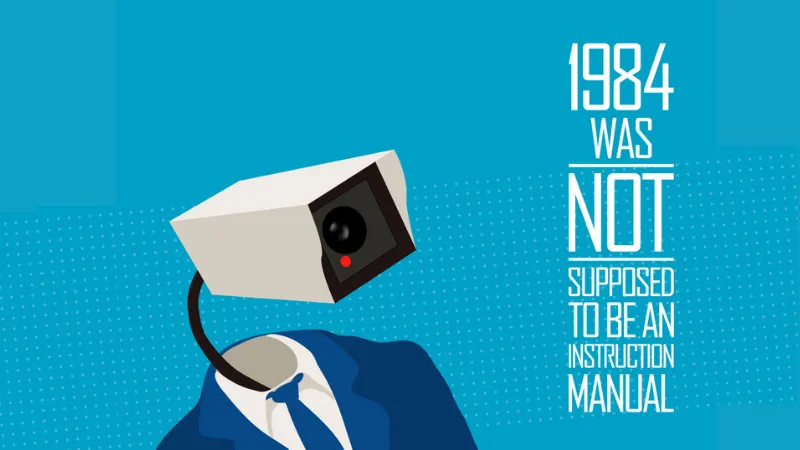 1984
WAS
NOT
SUPPOSED
TO BE AN
INSTRUCTION
MANUAL